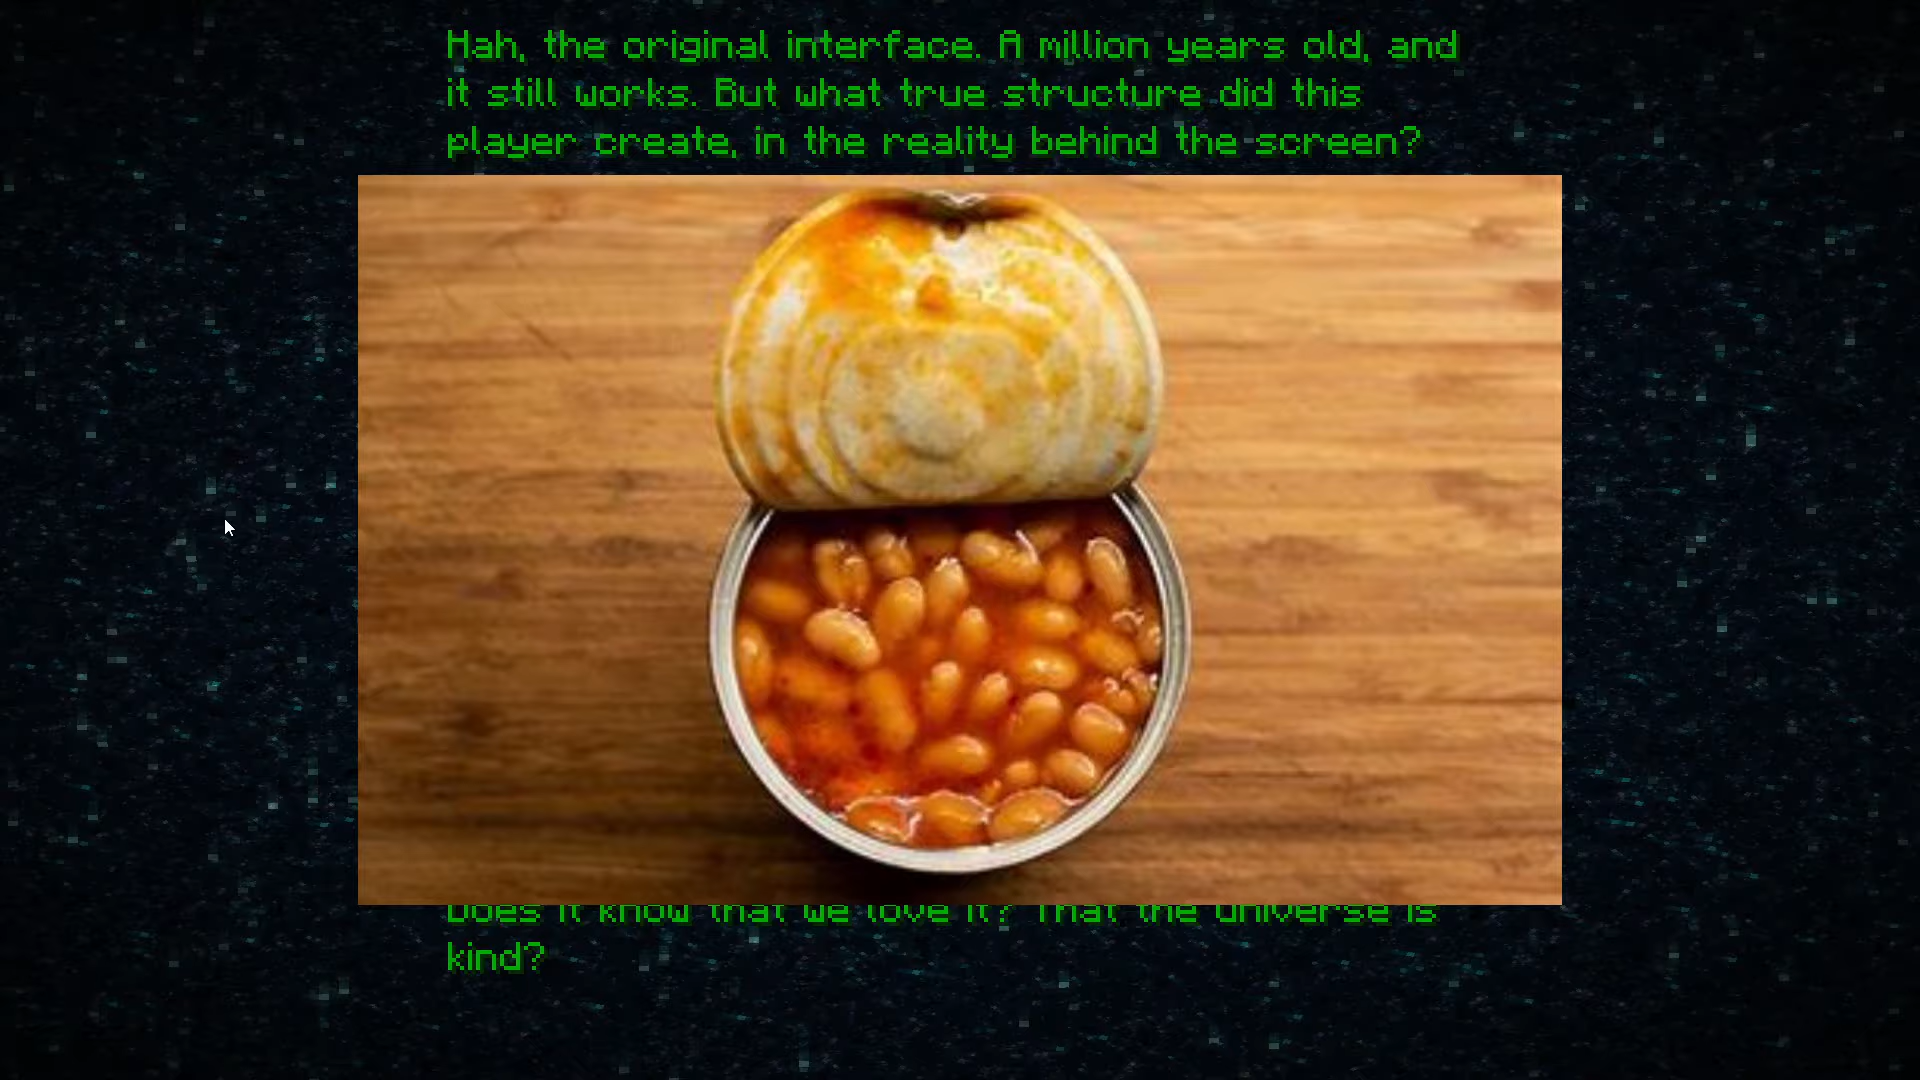 Hah, the original interface. A million years old, and
it still works. But what true structure did this
player create, in the reality behind the screen?
Does it know that we love it? That the universe is
kind?